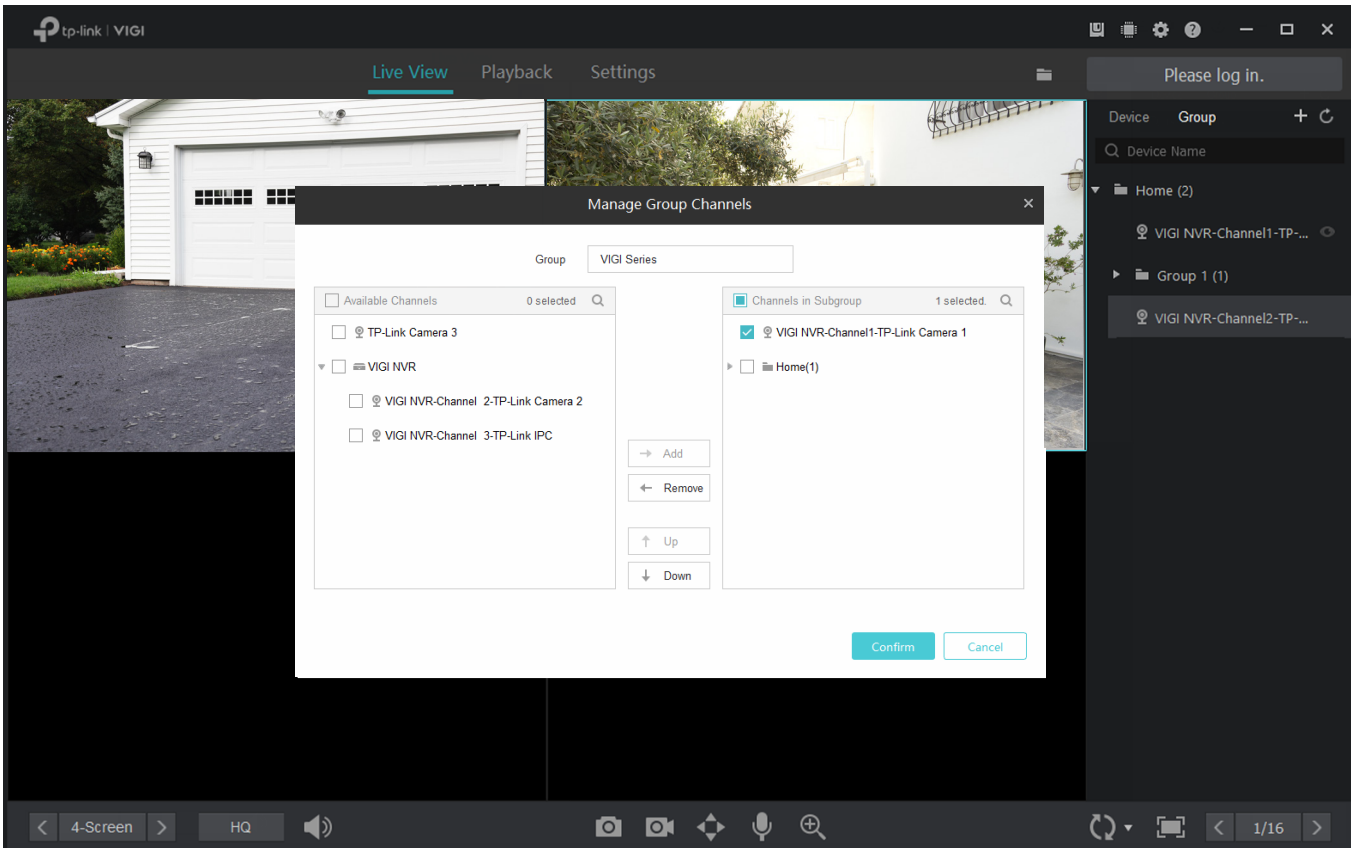 tp-link | VIGI
Live View Playback Settings
Please log in.
Device Group
Device Name
Home (2)
VIGI NVR-Channel1-TP-...
Group 1 (1)
VIGI NVR-Channel2-TP-...
Manage Group Channels
Group VIGI Series
Available Channels 0 selected
TP-Link Camera 3
VIGI NVR
VIGI NVR-Channel 2-TP-Link Camera 2
VIGI NVR-Channel 3-TP-Link IPC
Add
Remove
Up
Down
Channels in Subgroup 1 selected.
VIGI NVR-Channel1-TP-Link Camera 1
Home(1)
Confirm Cancel
4-Screen HQ 1/16